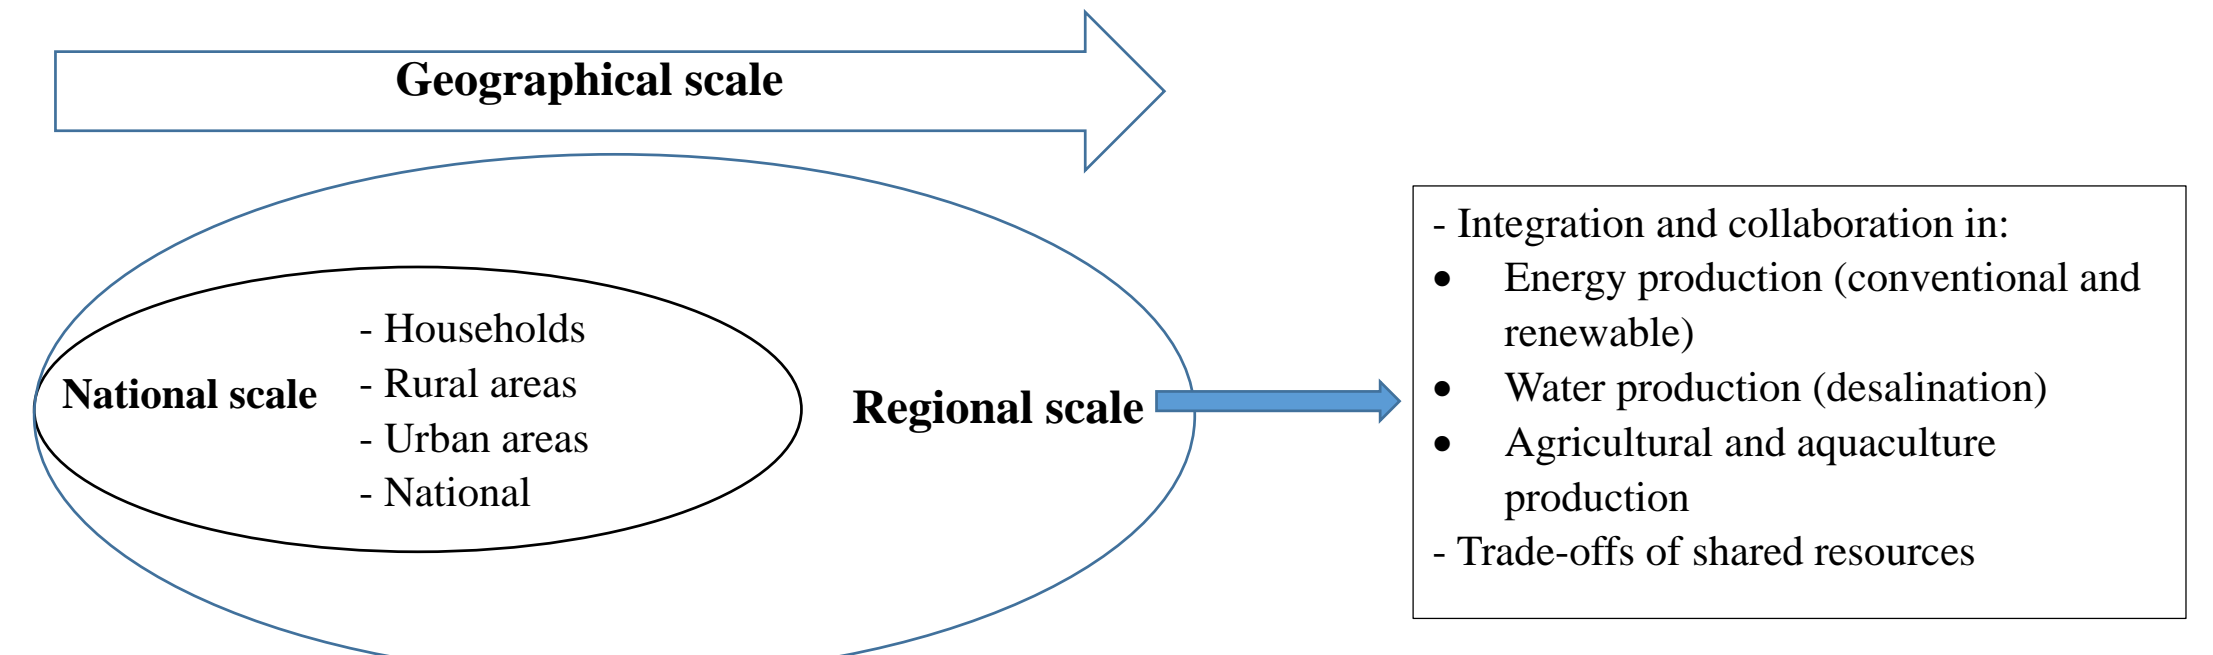 Geographical scale
National scale
- Households
- Rural areas
- Urban areas
- National
Regional scale
- Integration and collaboration in:
• Energy production (conventional and
renewable)
• Water production (desalination)
• Agricultural and aquaculture
production
- Trade-offs of shared resources